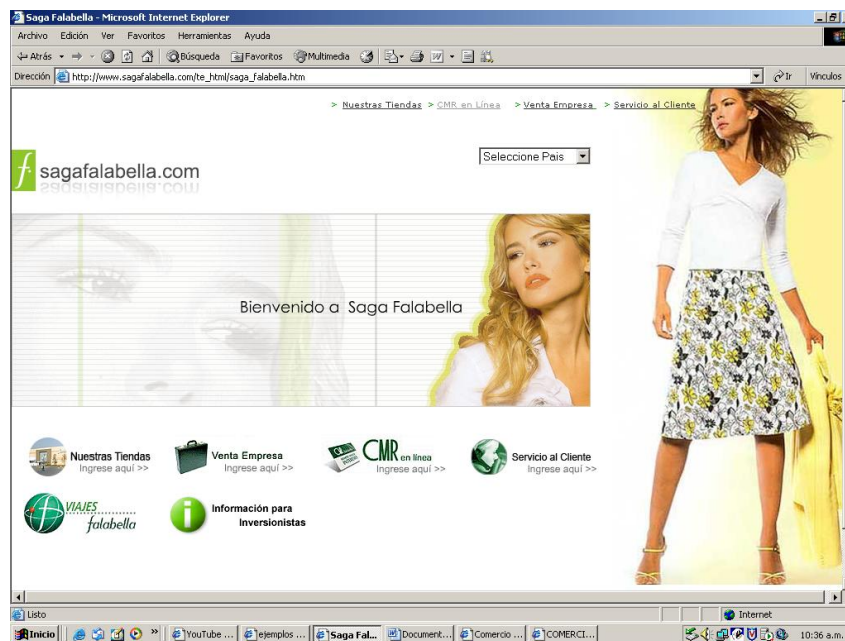 Saga Falabella - Microsoft Internet Explorer
Archivo Edición Ver Favoritos Herramientas Ayuda
Atrás Búsqueda Favoritos Multimedia
Dirección http://www.sagafalabella.com/te_html/saga_falabella.htm Ir Vínculos
> Nuestras Tiendas > CMR en Línea > Venta Empresa > Servicio al Cliente
Seleccione Pais
f. sagafalabella.com
Bienvenido a Saga Falabella
Nuestras Tiendas
Ingrese aquí >>
Venta Empresa
Ingrese aquí >>
CMR en línea
Ingrese aquí >>
Servicio al Cliente
Ingrese aquí >>
VIAJES
falabella
Información para
Inversionistas
Listo Internet
Inicio » YouTube ... ejemplos ... Saga Fal... Document... Comercio ... COMERCI... 10:36 a.m.